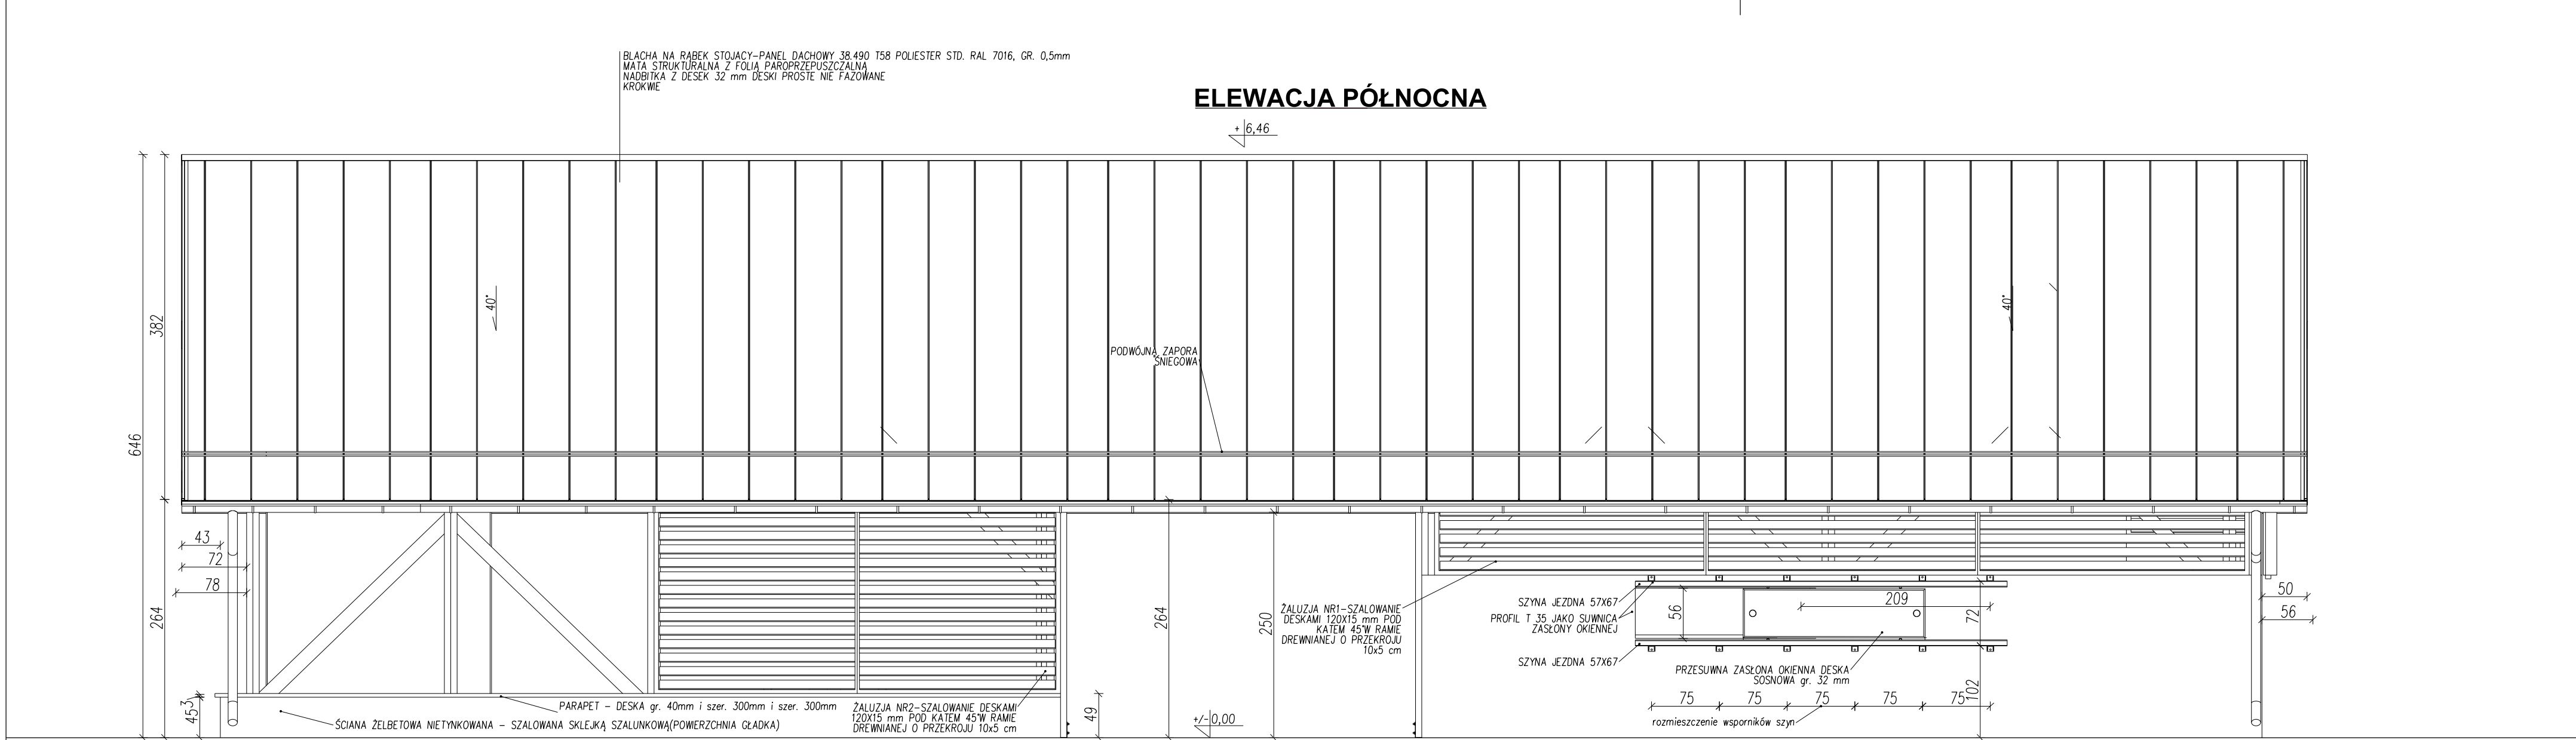 BLACHA NA RĄBEK STOJACY-PANEL DACHOWY 38.490 T58 POLIESTER STD. RAL 7016, GR. 0,5mm
MATA STRUKTURALNA Z FOLIĄ PAROPRZEPUSZCZALNĄ
NADBITKA Z DESEK 32 mm DESKI PROSTE NIE FAZOWANE
KROKWIE
ELEWACJA PÓŁNOCNA
+ 6,46
646
382
264
40°
40°
PODWÓJNA ZAPORA
ŚNIEGOWA
43
72
78
3
45
PARAPET - DESKA gr. 40mm i szer. 300mm i szer. 300mm
ŚCIANA ŻELBETOWA NIETYNKOWANA - SZALOWANA SKLEJKĄ SZALUNKOWĄ(POWIERZCHNIA GŁADKA)
ŻALUZJA NR2-SZALOWANIE DESKAMI
120X15 mm POD KATEM 45°W RAMIE
DREWNIANEJ O PRZEKROJU 10x5 cm
49
264
+/-0,00
250
ŻALUZJA NR1-SZALOWANIE
DESKAMI 120X15 mm POD
KATEM 45°W RAMIE
DREWNIANEJ O PRZEKROJU
10x5 cm
SZYNA JEZDNA 57X67
PROFIL T 35 JAKO SUWNICA
ZASŁONY OKIENNEJ
SZYNA JEZDNA 57X67
56
209
72
PRZESUWNA ZASŁONA OKIENNA DESKA
SOSNOWA gr. 32 mm
75
75
75
75
75
102
rozmieszczenie wsporników szyn
50
56